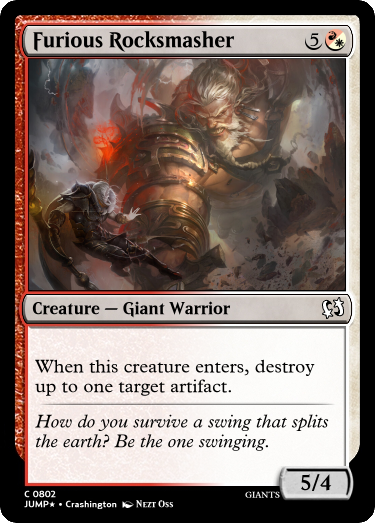 Furious Rocksmasher 5
Creature — Giant Warrior
When this creature enters, destroy
up to one target artifact.
How do you survive a swing that splits
the earth? Be the one swinging.
5/4
C 0802
GIANTS
JUMP★ • Crashington Nezt Oss